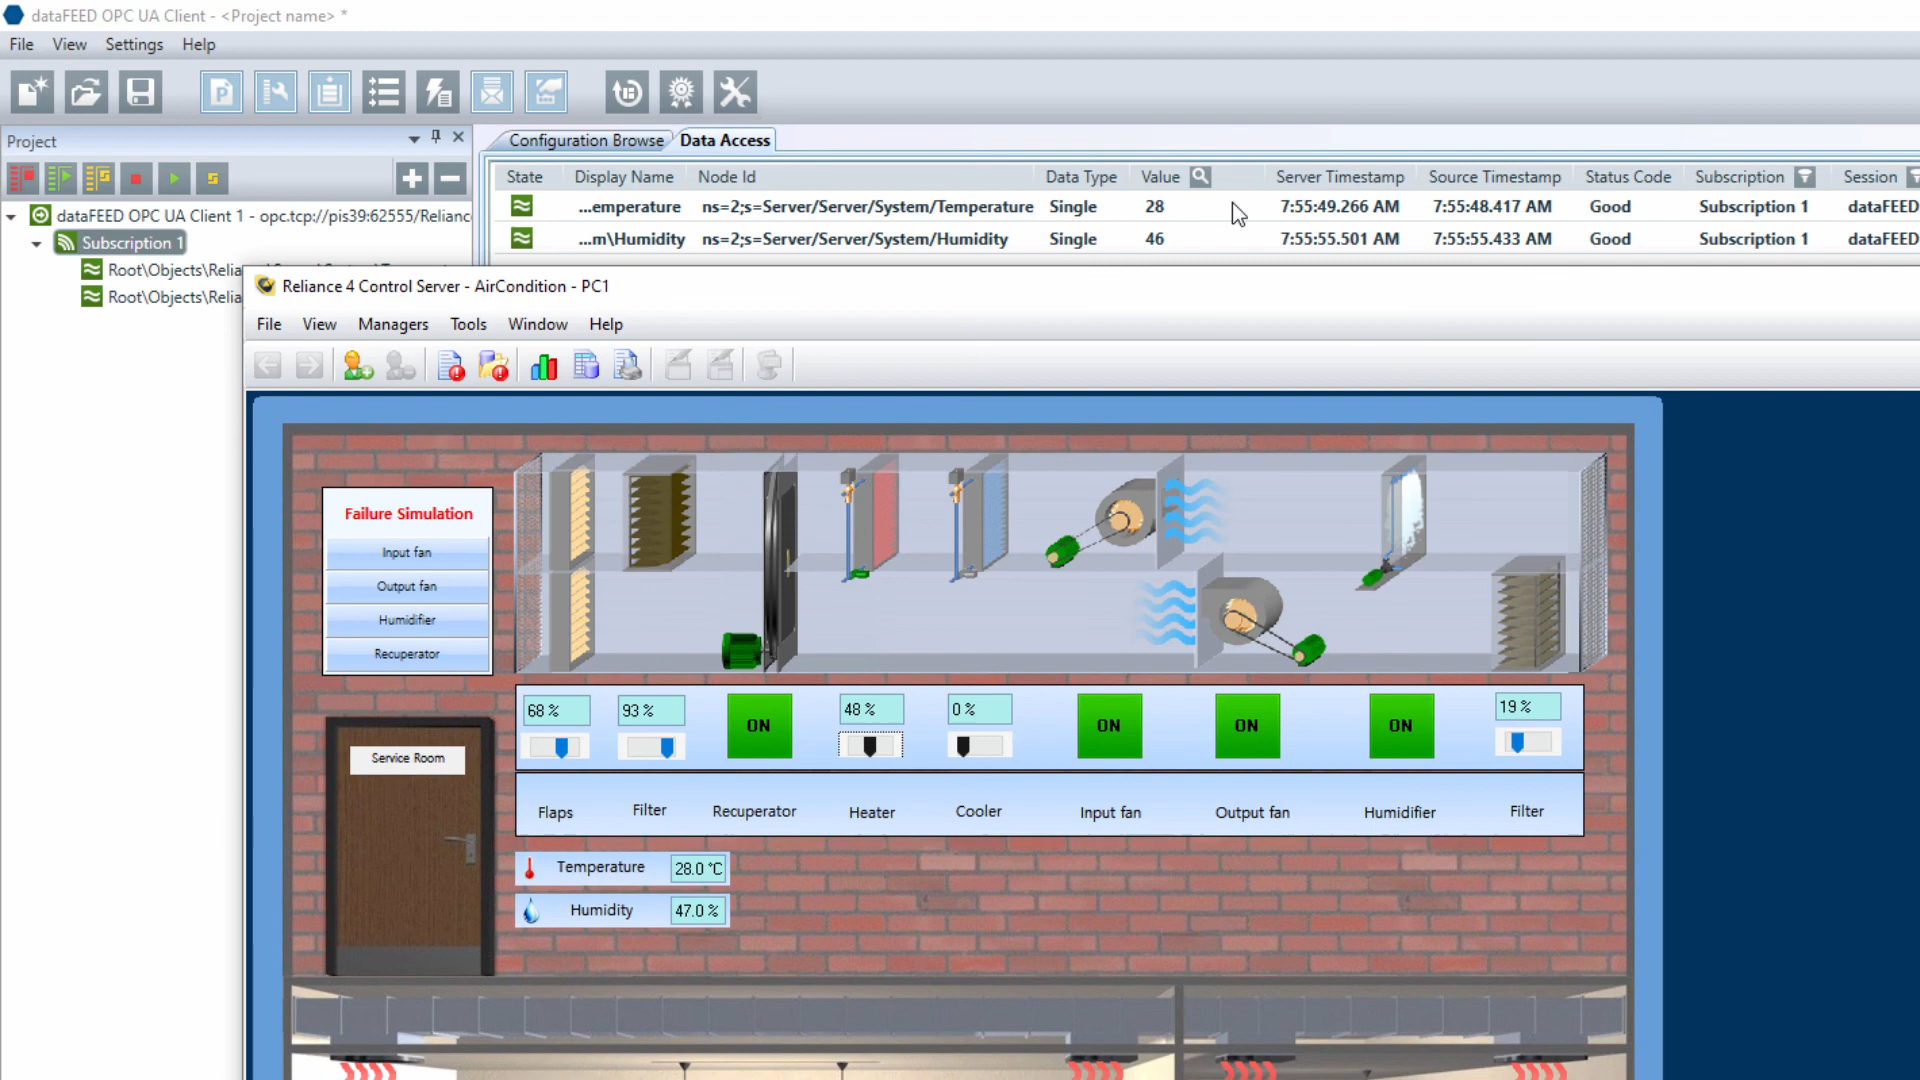 dataFEED OPC UA Client - <Project name> *
File View Settings Help
Project
Configuration Browse Data Access
State Display Name Node Id Data Type Value Server Timestamp Source Timestamp Status Code Subscription Session
...emperature ns=2;s=Server/Server/System/Temperature Single 28 7:55:49.266 AM 7:55:48.417 AM Good Subscription 1 dataFEED
...m\Humidity ns=2;s=Server/Server/System/Humidity Single 46 7:55:55.501 AM 7:55:55.433 AM Good Subscription 1 dataFEED
dataFEED OPC UA Client 1 - opc.tcp://pis39:62555/Relianc
Subscription 1
Root\Objects\Relia
Root\Objects\Relia
Reliance 4 Control Server - AirCondition - PC1
File View Managers Tools Window Help
Failure Simulation
Input fan
Output fan
Humidifier
Recuperator
68 % 93 % ON 48 % 0 % ON ON ON 19 %
Service Room
Flaps Filter Recuperator Heater Cooler Input fan Output fan Humidifier Filter
Temperature 28.0 °C
Humidity 47.0 %